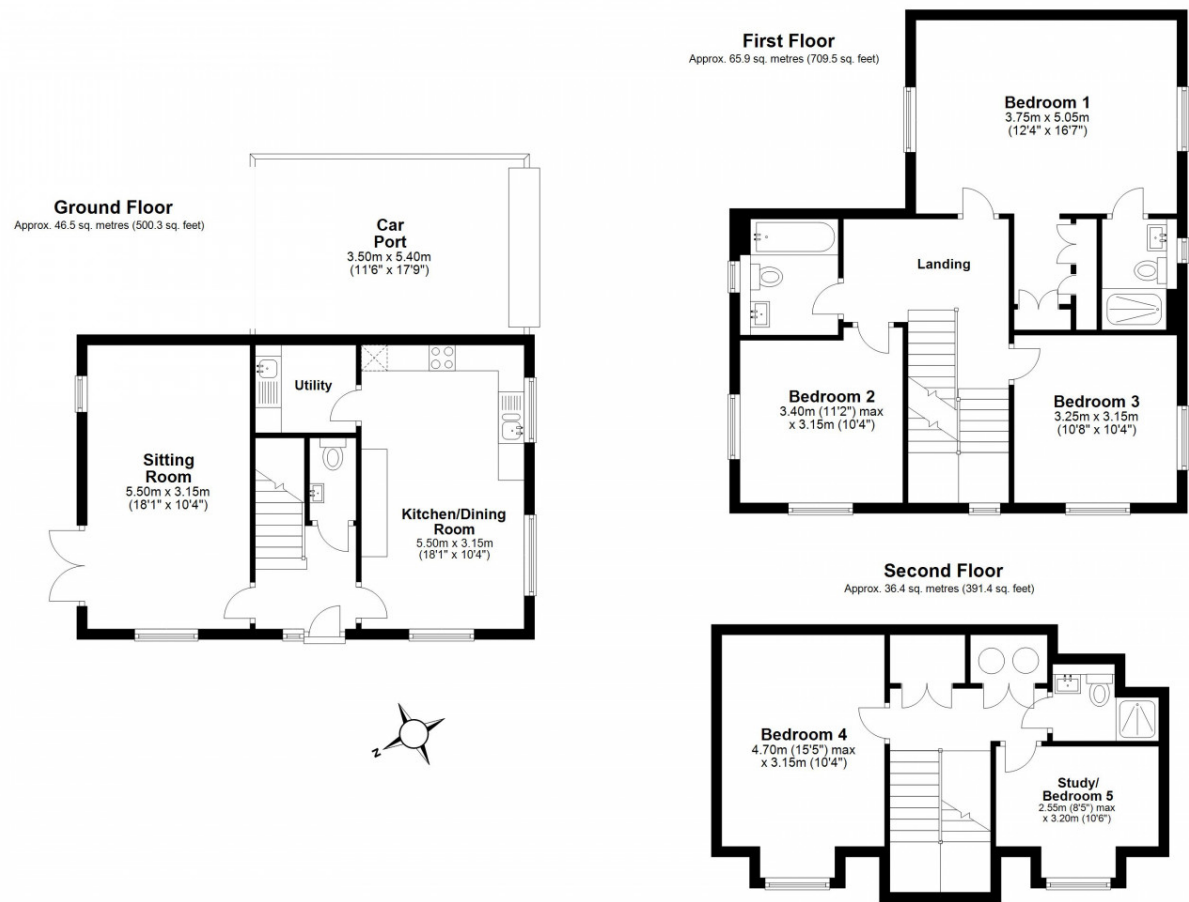 Ground Floor
Approx. 46.5 sq. metres (500.3 sq. feet)
Car
Port
3.50m x 5.40m
(11'6" x 17'9")
Utility
Sitting
Room
5.50m x 3.15m
(18'1" x 10'4")
Kitchen/Dining
Room
5.50m x 3.15m
(18'1" x 10'4")
N
First Floor
Approx. 65.9 sq. metres (709.5 sq. feet)
Bedroom 1
3.75m x 5.05m
(12'4" x 16'7")
Landing
Bedroom 2
3.40m (11'2") max
x 3.15m (10'4")
Bedroom 3
3.25m x 3.15m
(10'8" x 10'4")
Second Floor
Approx. 36.4 sq. metres (391.4 sq. feet)
Bedroom 4
4.70m (15'5") max
x 3.15m (10'4")
Study/
Bedroom 5
2.55m (8'5") max
x 3.20m (10'6")